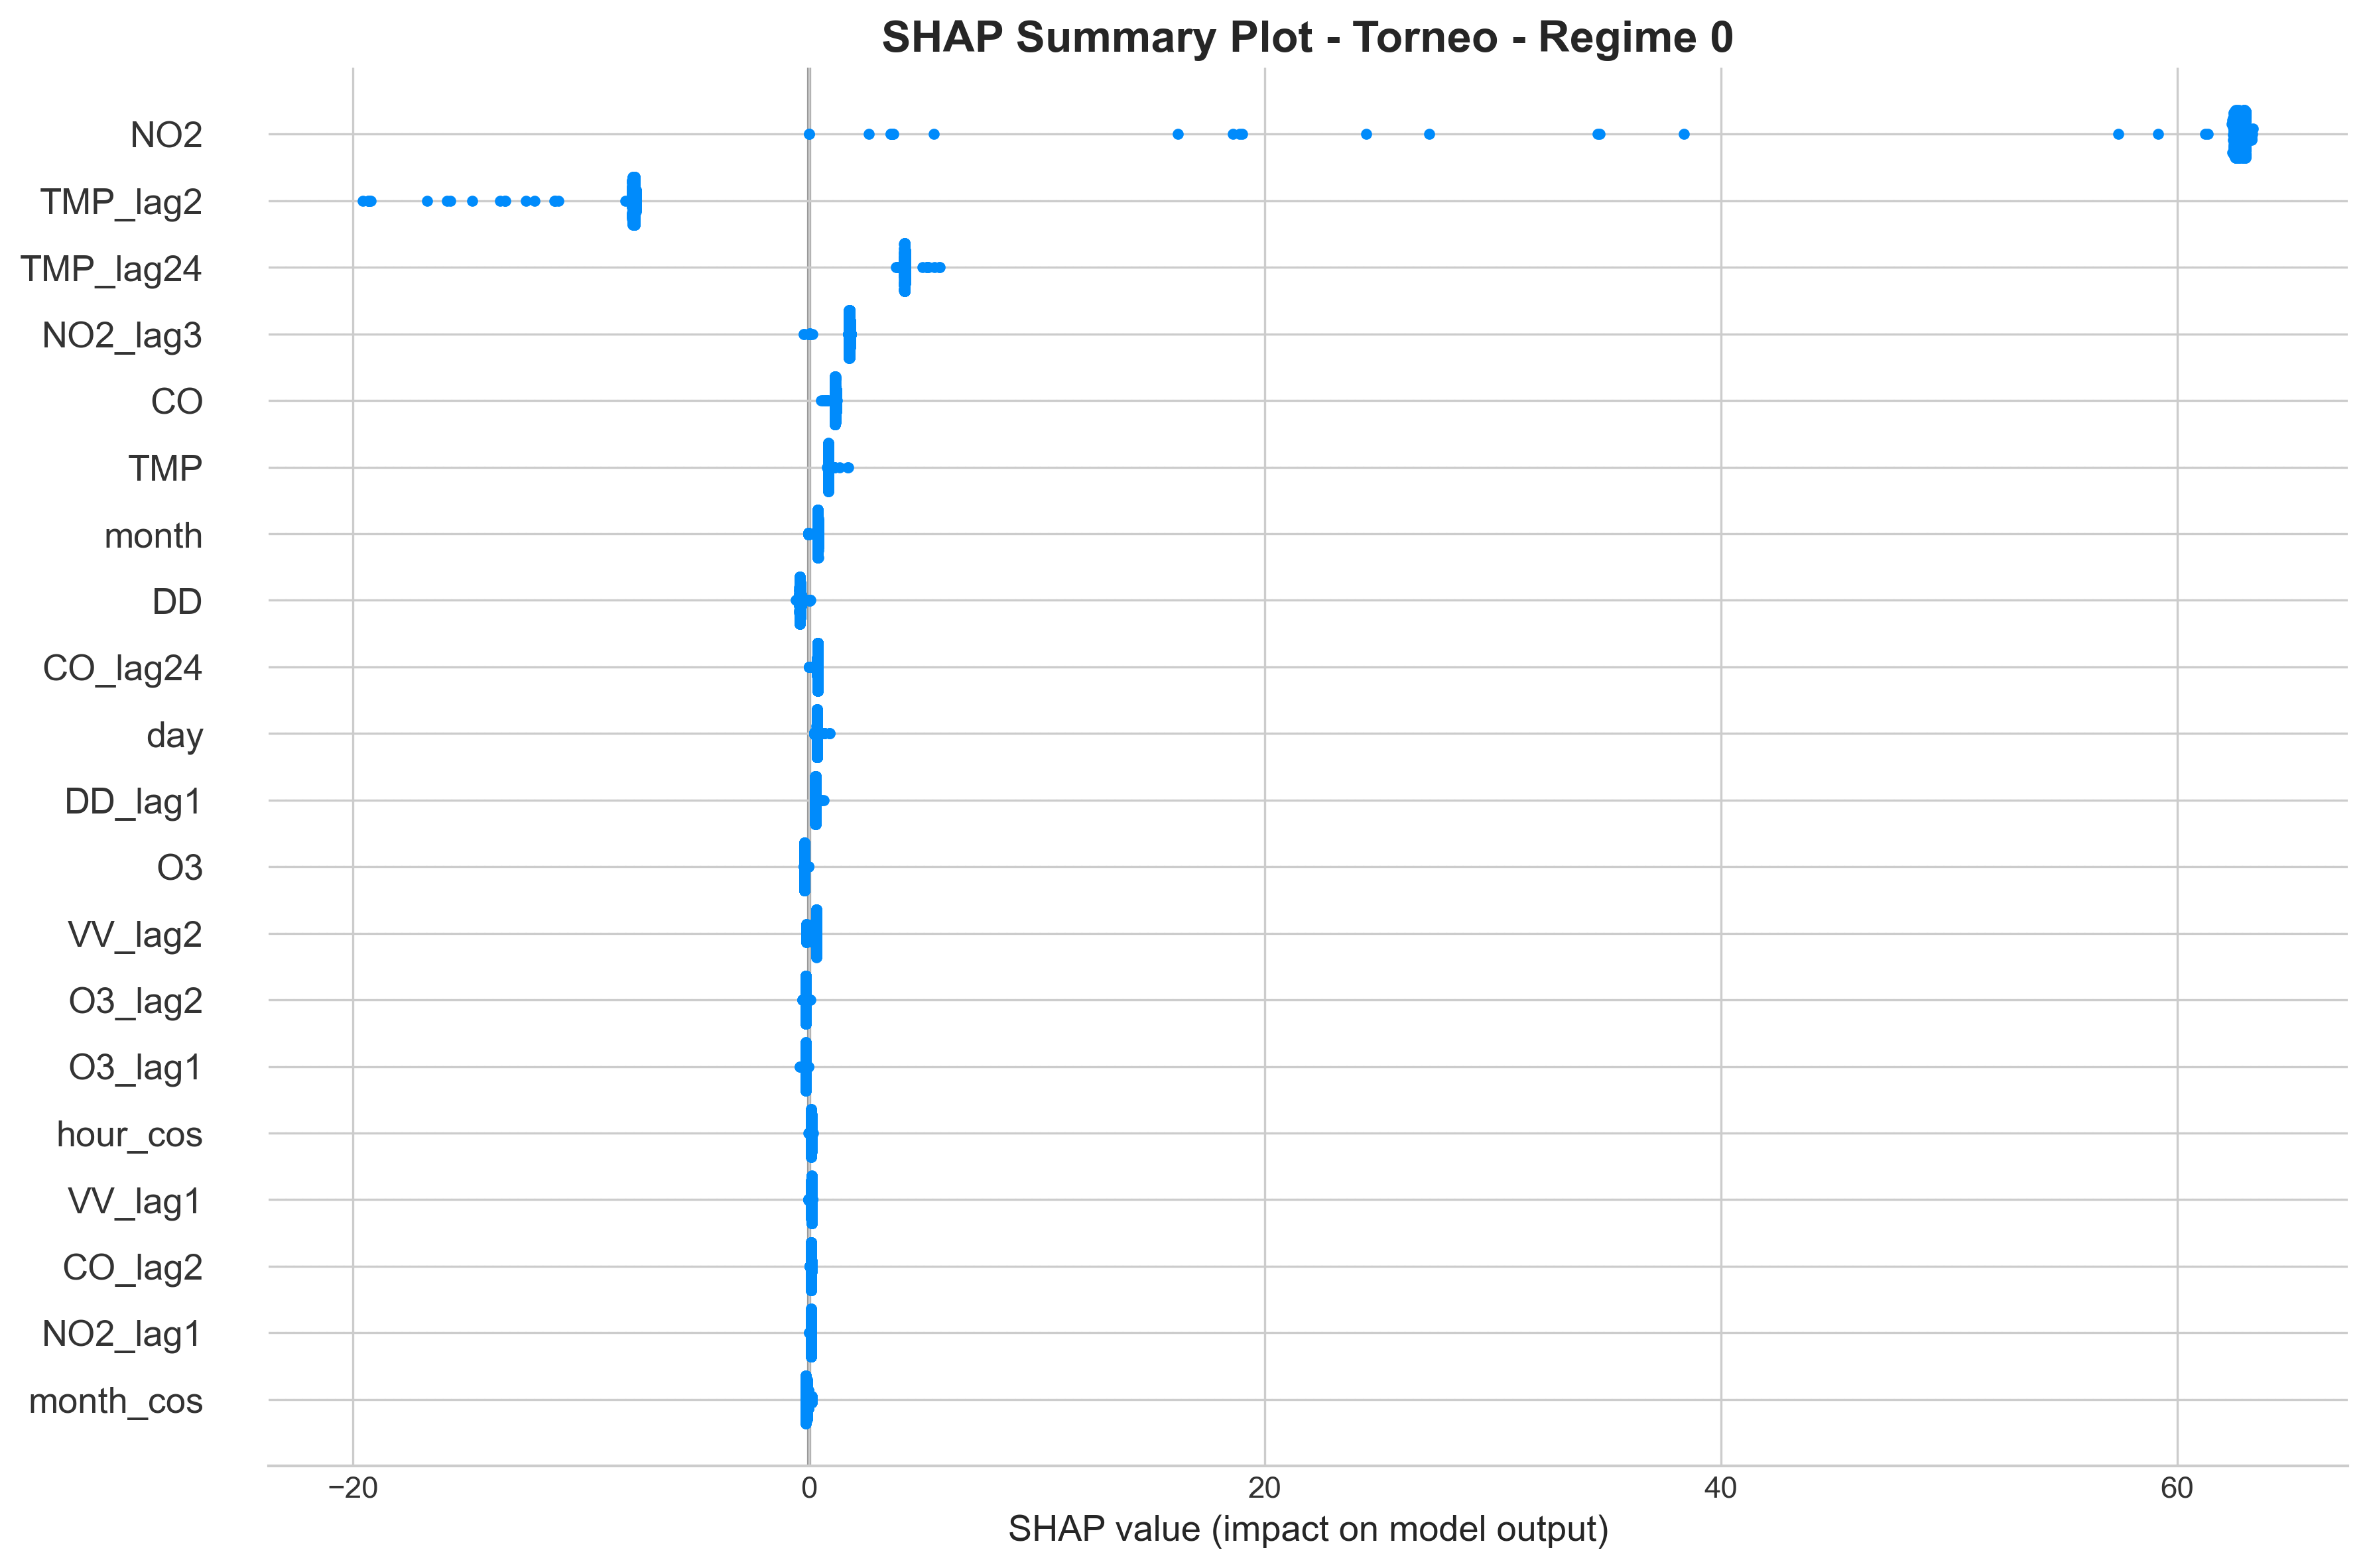 SHAP Summary Plot - Torneo - Regime 0
NO2
TMP_lag2
TMP_lag24
NO2_lag3
CO
TMP
month
DD
CO_lag24
day
DD_lag1
O3
VV_lag2
O3_lag2
O3_lag1
hour_cos
VV_lag1
CO_lag2
NO2_lag1
month_cos
−20 0 20 40 60
SHAP value (impact on model output)